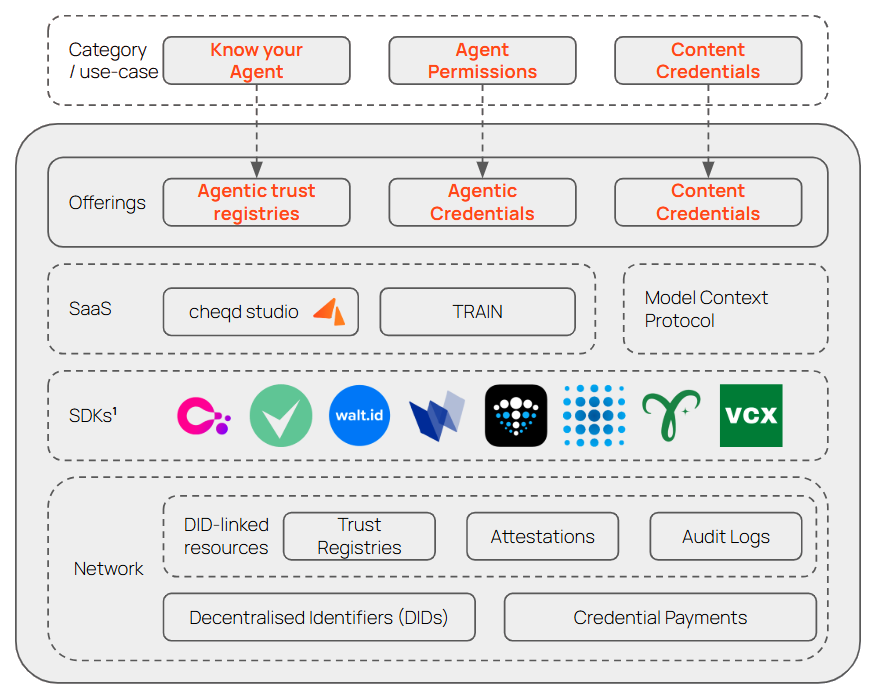 Category
/ use-case
Know your
Agent
Agent
Permissions
Content
Credentials
Offerings
Agentic trust
registries
Agentic
Credentials
Content
Credentials
SaaS
cheqd studio
TRAIN
Model Context
Protocol
SDKs¹
walt.id
VCX
Network
DID-linked
resources
Trust
Registries
Attestations
Audit Logs
Decentralised Identifiers (DIDs)
Credential Payments